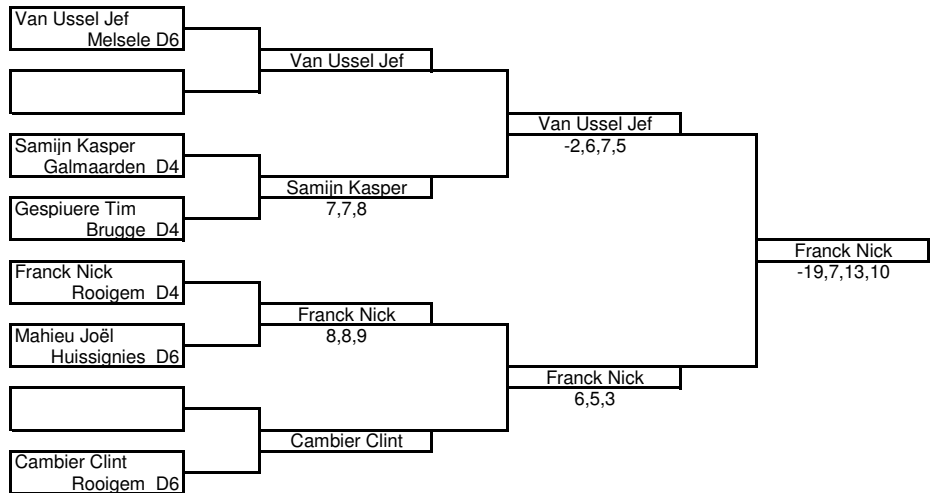 Van Ussel Jef
Melsele D6
Samijn Kasper
Galmaarden D4
Gespiuere Tim
Brugge D4
Franck Nick
Rooigem D4
Mahieu Joël
Huissignies D6
Cambier Clint
Rooigem D6
Van Ussel Jef
Samijn Kasper
7,7,8
Franck Nick
8,8,9
Cambier Clint
Van Ussel Jef
-2,6,7,5
Franck Nick
6,5,3
Franck Nick
-19,7,13,10